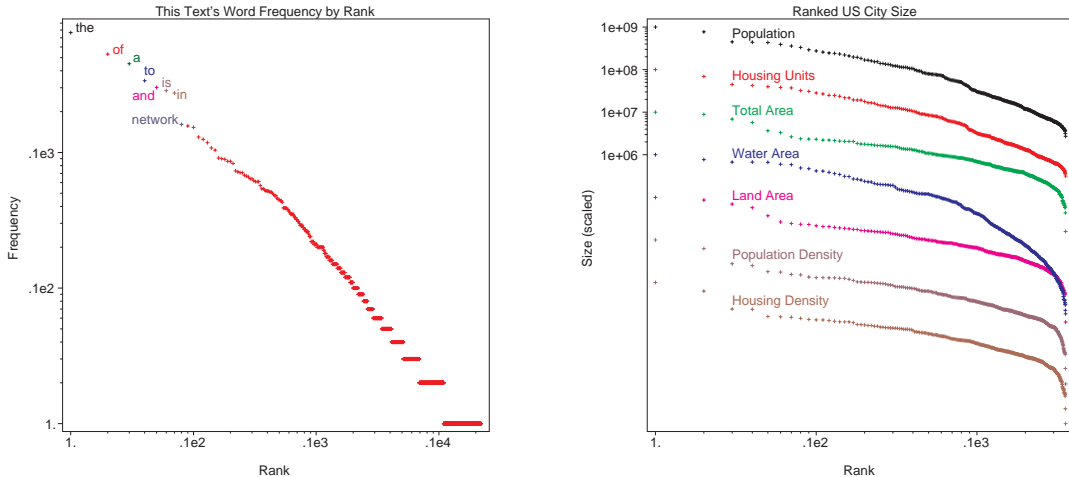 This Text's Word Frequency by Rank
the
of
a
to
is
and
in
network
.1e3
.1e2
1.
Frequency
1.
.1e2
.1e3
.1e4
Rank
Ranked US City Size
1e+09
1e+08
1e+07
1e+06
Size (scaled)
Population
Housing Units
Total Area
Water Area
Land Area
Population Density
Housing Density
1.
.1e2
.1e3
Rank